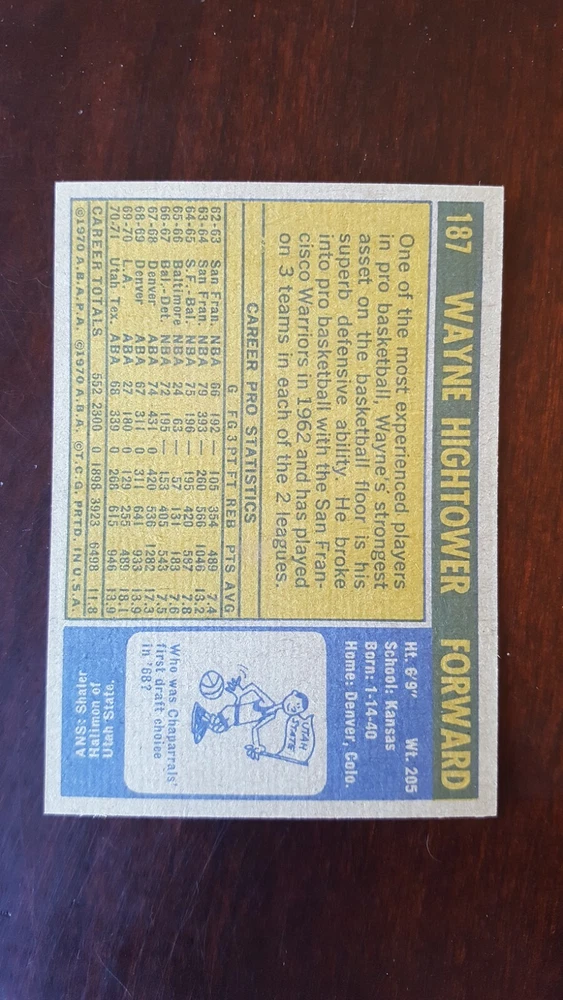 187 WAYNE HIGHTOWER FORWARD
One of the most experienced players
in pro basketball, Wayne's strongest
asset on the basketball floor is his
superb defensive ability. He broke
into pro basketball with the San Fran-
cisco Warriors in 1962 and has played
on 3 teams in each of the 2 leagues.
CAREER PRO STATISTICS
G FG 3PT FT REB PTS AVG
62-63 San Fran. NBA 66 192 — 105 354 489 7.4
63-64 San Fran. NBA 79 393 — 260 556 1046 13.2
64-65 S.F.-Bal. NBA 75 196 — 195 420 587 7.8
65-66 Baltimore NBA 24 63 — 57 131 183 7.6
66-67 Bal.-Det. NBA 72 195 — 153 405 543 7.5
67-68 Denver ABA 74 431 0 420 536 1282 17.3
68-69 Denver ABA 67 311 0 311 641 933 13.9
69-70 L.A. ABA 27 180 0 129 255 489 18.1
70-71 Utah Tex. ABA 68 339 0 268 615 946 13.9
CAREER TOTALS 552 2300 0 1898 3923 6498 11.8
©1970 A.B.A.P.A. ©1970 A.B.A. ©T.C.G. PRTD. IN U.S.A.
Ht. 6'9" Wt. 205
School: Kansas
Born: 1-14-40
Home: Denver, Colo.
UTAH
STATE
Who was Chaparrals'
first draft choice
in '68?
ANS: Shaler
Halimon of
Utah State.